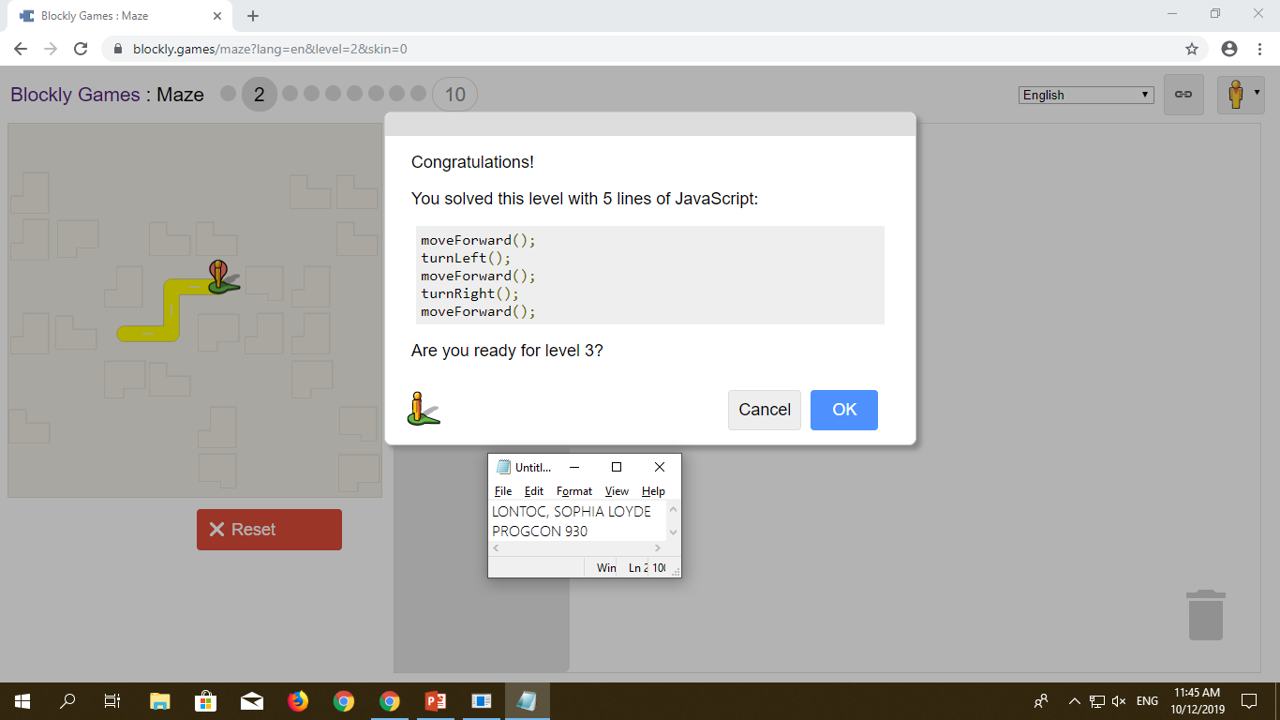 Blockly Games : Maze
blockly.games/maze?lang=en&level=2&skin=0
Blockly Games : Maze 2 10
English
Congratulations!
You solved this level with 5 lines of JavaScript:
moveForward();
turnLeft();
moveForward();
turnRight();
moveForward();
Are you ready for level 3?
Cancel OK
Untitl...
File Edit Format View Help
LONTOC, SOPHIA LOYDE
PROGCON 930
Win Ln 2 100
Reset
ENG
11:45 AM
10/12/2019